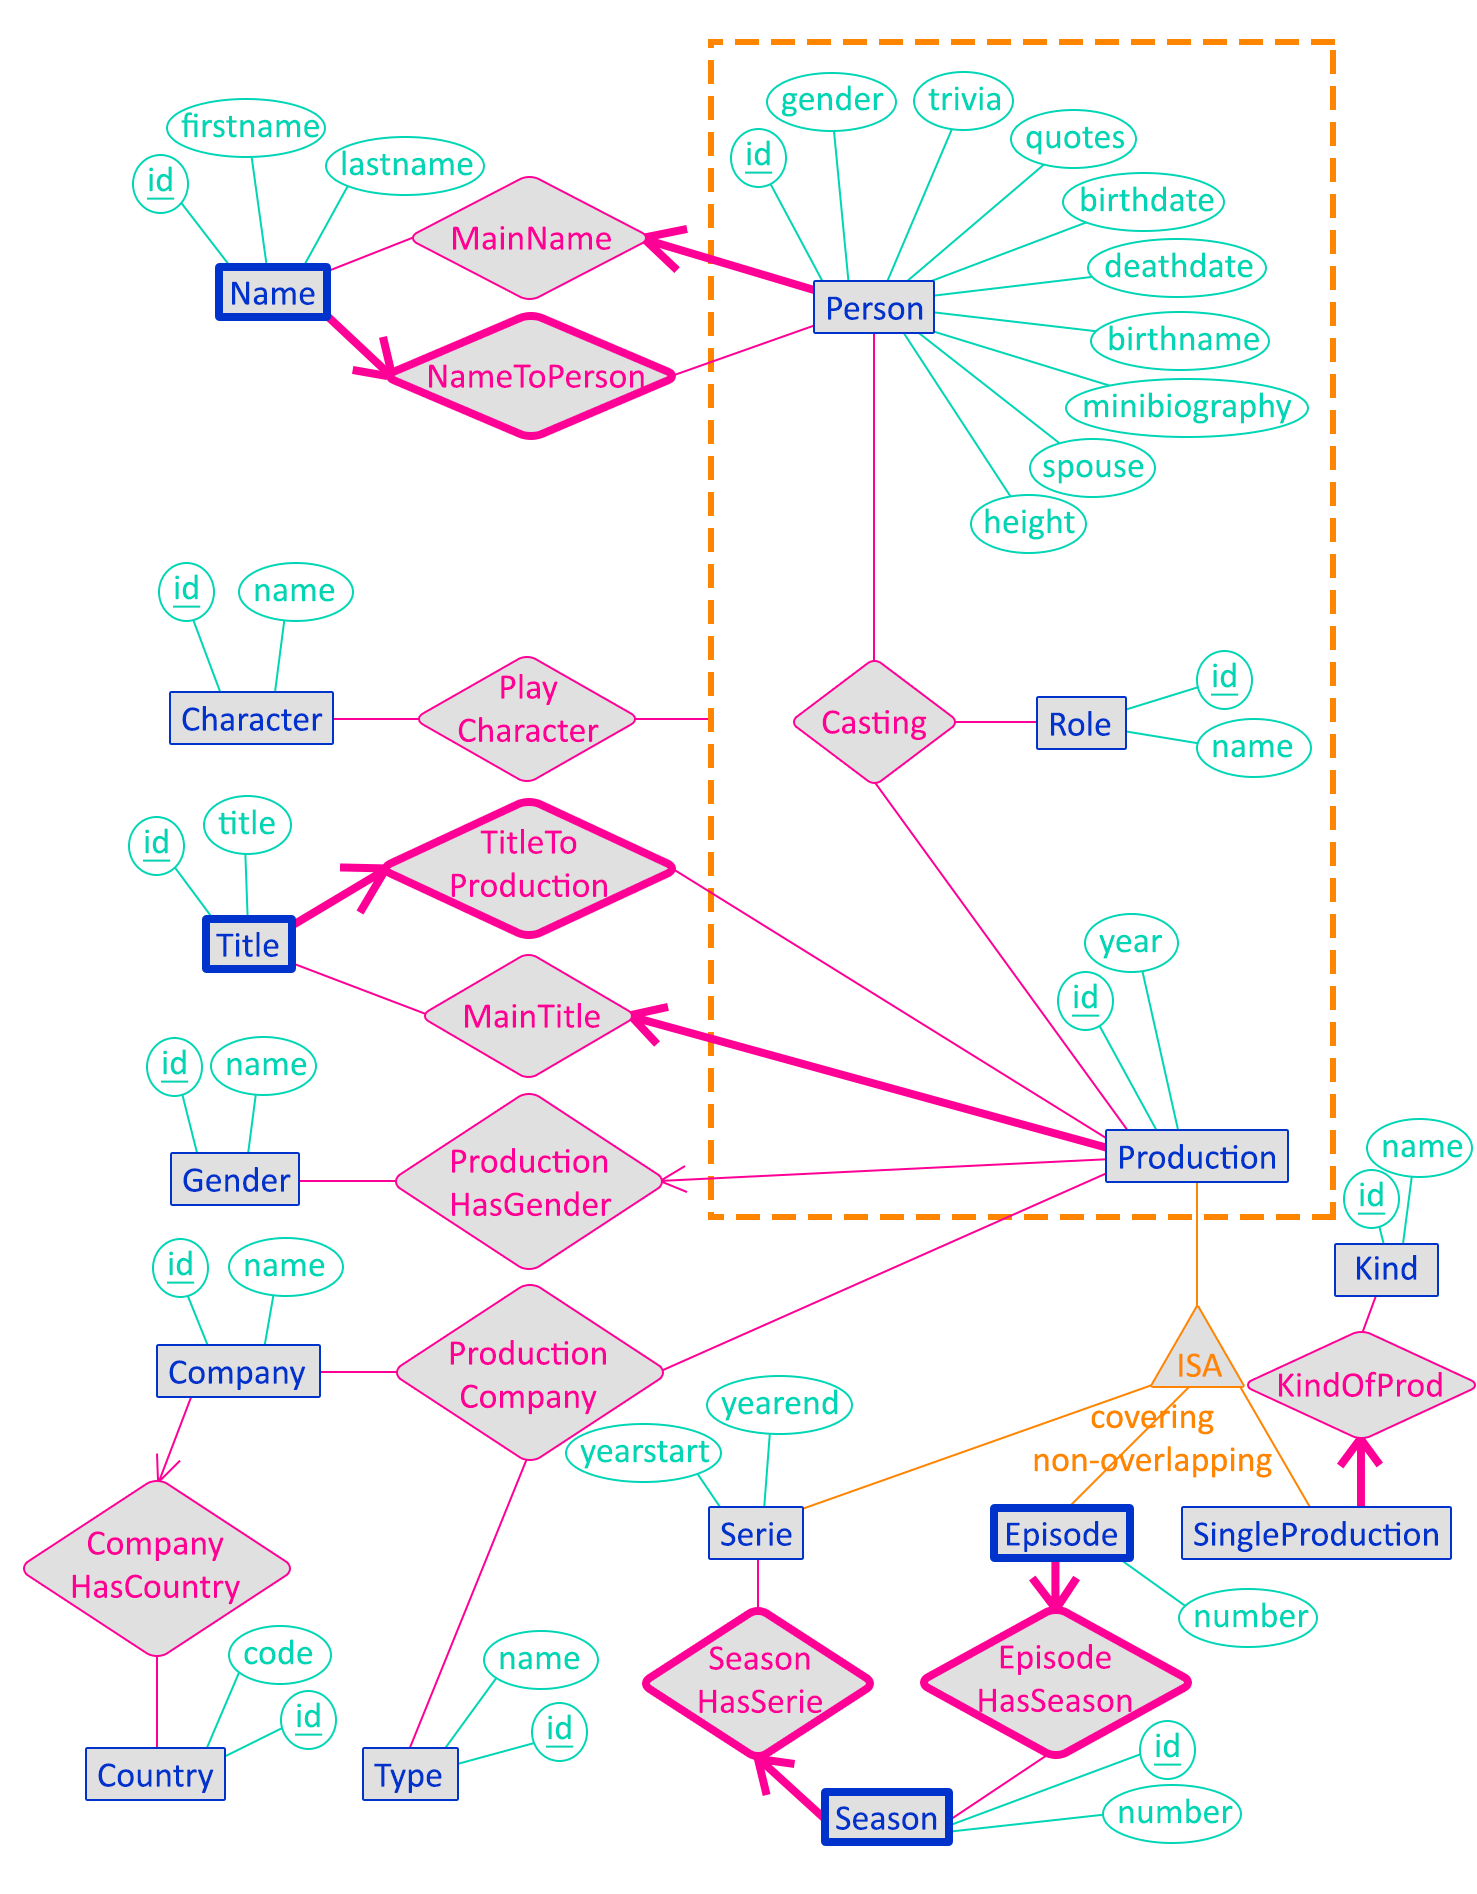 gender
trivia
firstname
quotes
id
lastname
id
birthdate
MainName
deathdate
Name
Person
birthname
NameToPerson
minibiography
spouse
height
id
name
Play
Character
Character
Casting
Role
id
name
id
title
TitleTo
Production
Title
year
id
MainTitle
id
name
Production
HasGender
Gender
Production
name
id
Kind
id
name
Company
Production
Company
ISA
KindOfProd
covering
non-overlapping
yearend
yearstart
Serie
Episode
SingleProduction
Company
HasCountry
number
code
id
name
id
Season
HasSerie
Episode
HasSeason
id
number
Country
Type
Season